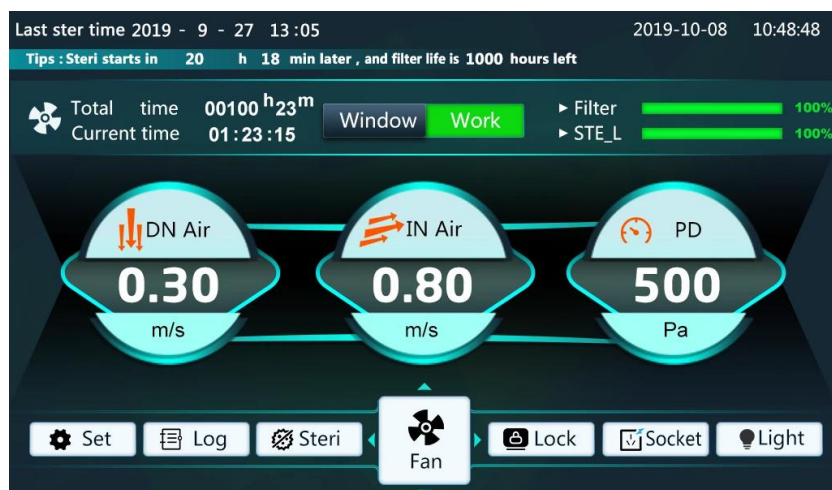 Last ster time 2019 - 9 - 27 13:05 2019-10-08 10:48:48
Tips : Steri starts in 20 h 18 min later , and filter life is 1000 hours left
Total time 00100 h 23 m Window Work ▸ Filter 100%
Current time 01:23:15 ▸ STE_L 100%
DN Air IN Air PD
0.30 0.80 500
m/s m/s Pa
Set Log Steri Fan Lock Socket Light